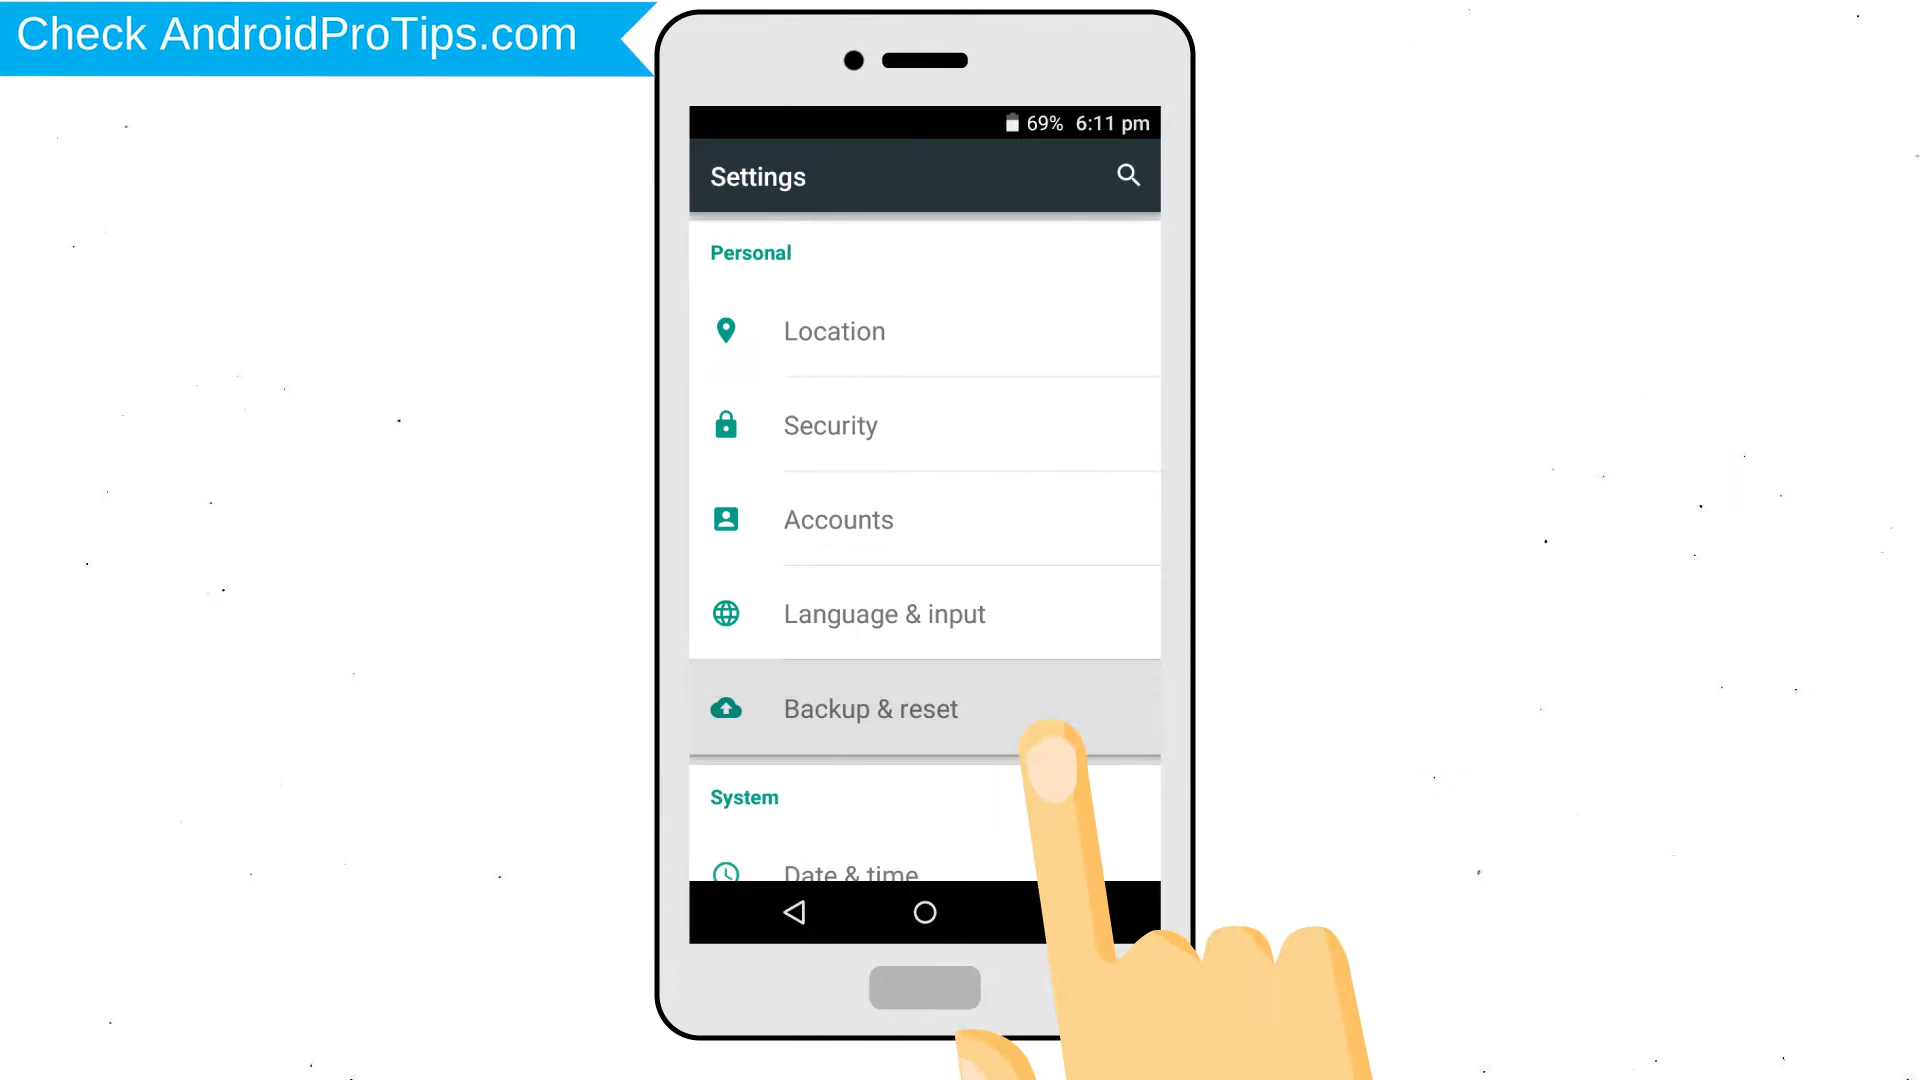 Check AndroidProTips.com
69% 6:11 pm
Settings
Personal
Location
Security
Accounts
Language & input
Backup & reset
System
Date & time